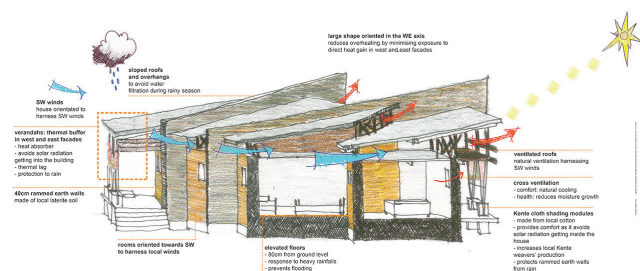 large shape oriented in the WE axis
reduces overheating by minimising exposure to
direct heat gain in west and,east facades
sloped roofs
and overhangs
to avoid water
filtration during rainy season
SW winds
house orientated to
harness SW winds
verandahs: thermal buffer
in west and east facades
- heat absorber
- avoids solar radiation
getting into the building
- thermal lag
- protection to rain
40cm rammed earth walls
made of local laterite soil
rooms oriented towards SW
to harness local winds
elevated floors
- 80cm from ground level
- response to heavy rainfalls
- prevents flooding
ventilated roofs
natural ventilation harnessing
SW winds
cross ventilation
- comfort: natural cooling
- health: reduces moisture growth
Kente cloth shading modules
- made from local cotton
- provides comfort as it avoids
solar radiation getting inside the
house
- increases local Kente
weavers' production
- protects rammed earth walls
from rain